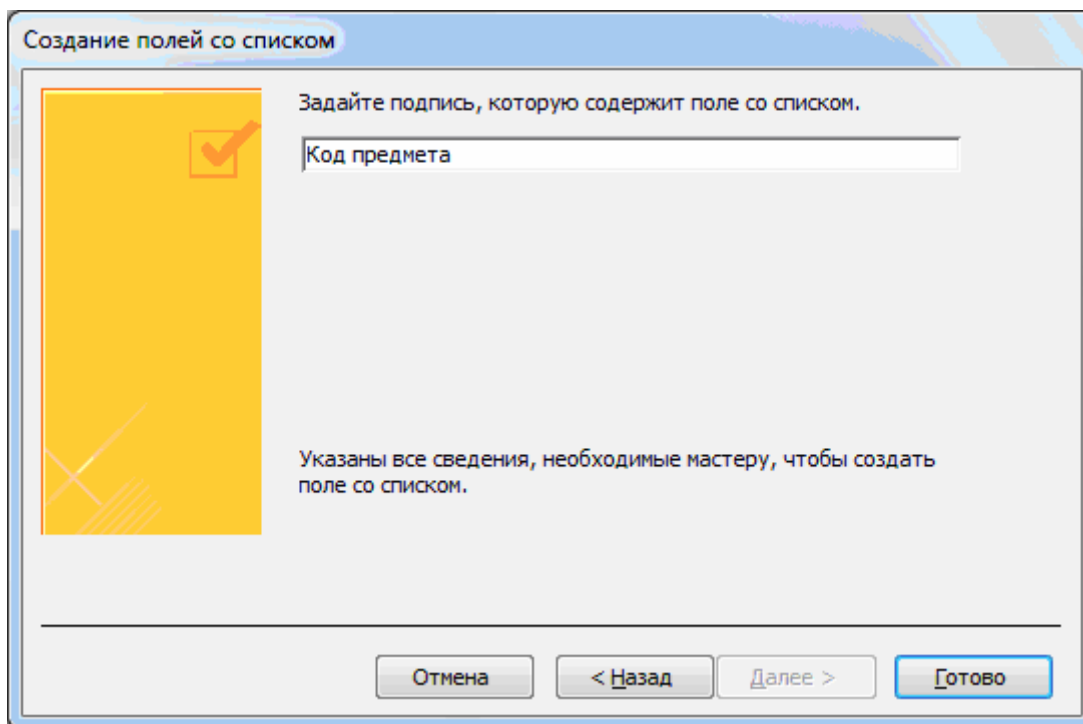 Создание полей со списком
Задайте подпись, которую содержит поле со списком.
Код предмета
Указаны все сведения, необходимые мастеру, чтобы создать
поле со списком.
Отмена
< Назад
Далее >
Готово